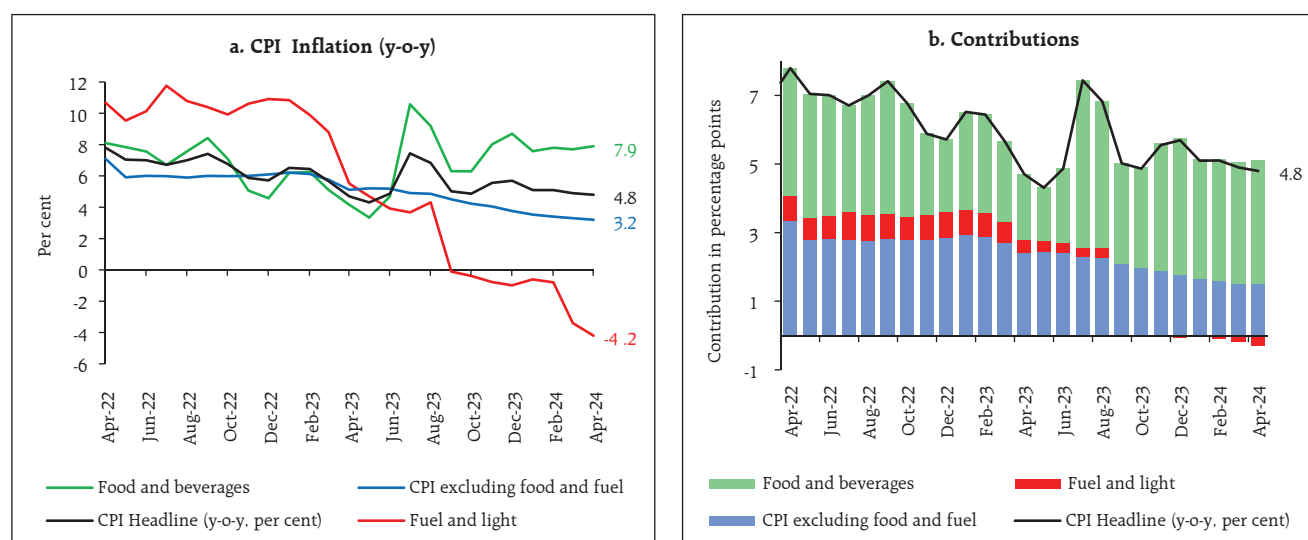 a. CPI Inflation (y-o-y)
Per cent
12
10
8
6
4
2
0
-2
-4
-6
7.9
4.8
3.2
-4 .2
Apr-22
Jun-22
Aug-22
Oct-22
Dec-22
Feb-23
Apr-23
Jun-23
Aug-23
Oct-23
Dec-23
Feb-24
Apr-24
Food and beverages
CPI excluding food and fuel
CPI Headline (y-o-y, per cent)
Fuel and light
b. Contributions
Contribution in percentage points
7
5
3
1
-1
4.8
Apr-22
Jun-22
Aug-22
Oct-22
Dec-22
Feb-23
Apr-23
Jun-23
Aug-23
Oct-23
Dec-23
Feb-24
Apr-24
Food and beverages
Fuel and light
CPI excluding food and fuel
CPI Headline (y-o-y, per cent)